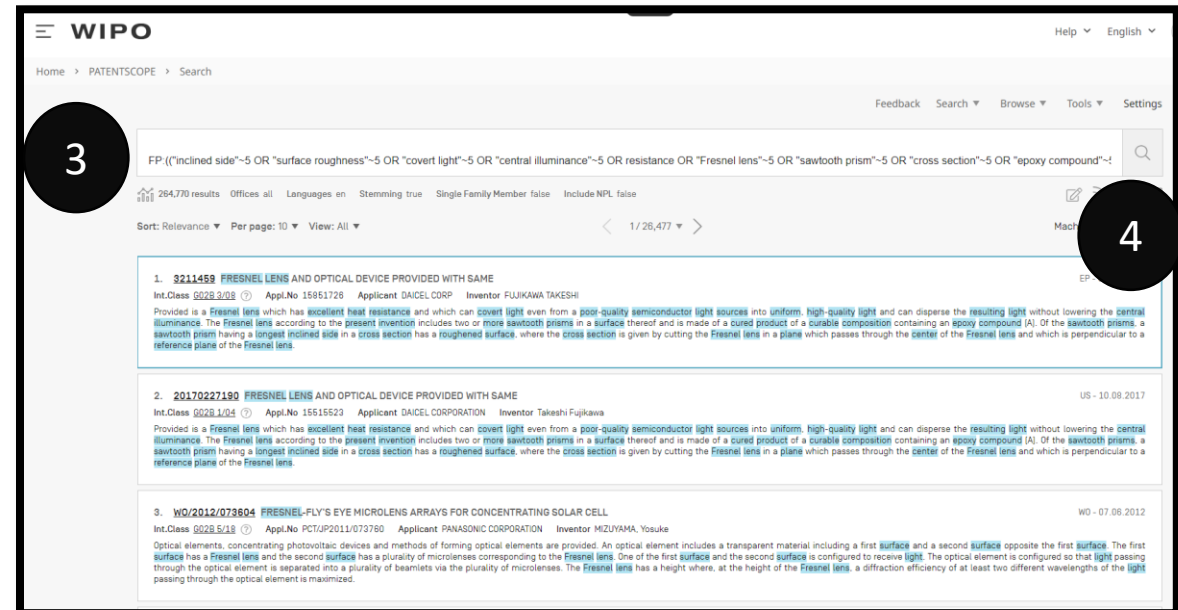 WIPO
Help English
Home > PATENTSCOPE > Search
Feedback Search ▼ Browse ▼ Tools ▼ Settings
3
FP:(("inclined side"~5 OR "surface roughness"~5 OR "covert light"~5 OR "central illuminance"~5 OR resistance OR "Fresnel lens"~5 OR "sawtooth prism"~5 OR "cross section"~5 OR "epoxy compound"~
264,770 results Offices all Languages en Stemming true Single Family Member false Include NPL false
Sort: Relevance ▼ Per page: 10 ▼ View: All ▼ < 1 / 26,477 ▼ > Mach
4
1. 3211459 FRESNEL LENS AND OPTICAL DEVICE PROVIDED WITH SAME EP -
Int.Class G02B 3/08 ? Appl.No 15851726 Applicant DAICEL CORP Inventor FUJIKAWA TAKESHI
Provided is a Fresnel lens which has excellent heat resistance and which can covert light even from a poor-quality semiconductor light sources into uniform, high-quality light and can disperse the resulting light without lowering the central
illuminance. The Fresnel lens according to the present invention includes two or more sawtooth prisms in a surface thereof and is made of a cured product of a curable composition containing an epoxy compound (A). Of the sawtooth prisms, a
sawtooth prism having a longest inclined side in a cross section has a roughened surface, where the cross section is given by cutting the Fresnel lens in a plane which passes through the center of the Fresnel lens and which is perpendicular to a
reference plane of the Fresnel lens.
2. 20170227190 FRESNEL LENS AND OPTICAL DEVICE PROVIDED WITH SAME US - 10.08.2017
Int.Class G02B 1/04 ? Appl.No 15515523 Applicant DAICEL CORPORATION Inventor Takeshi Fujikawa
Provided is a Fresnel lens which has excellent heat resistance and which can covert light even from a poor-quality semiconductor light sources into uniform, high-quality light and can disperse the resulting light without lowering the central
illuminance. The Fresnel lens according to the present invention includes two or more sawtooth prisms in a surface thereof and is made of a cured product of a curable composition containing an epoxy compound (A). Of the sawtooth prisms, a
sawtooth prism having a longest inclined side in a cross section has a roughened surface, where the cross section is given by cutting the Fresnel lens in a plane which passes through the center of the Fresnel lens and which is perpendicular to a
reference plane of the Fresnel lens.
3. WO/2012/073604 FRESNEL-FLY'S EYE MICROLENS ARRAYS FOR CONCENTRATING SOLAR CELL WO - 07.06.2012
Int.Class G02B 5/18 ? Appl.No PCT/JP2011/073760 Applicant PANASONIC CORPORATION Inventor MIZUYAMA, Yosuke
Optical elements, concentrating photovoltaic devices and methods of forming optical elements are provided. An optical element includes a transparent material including a first surface and a second surface opposite the first surface. The first
surface has a Fresnel lens and the second surface has a plurality of microlenses corresponding to the Fresnel lens. One of the first surface and the second surface is configured to receive light. The optical element is configured so that light passing
through the optical element is separated into a plurality of beamlets via the plurality of microlenses. The Fresnel lens has a height where, at the height of the Fresnel lens, a diffraction efficiency of at least two different wavelengths of the light
passing through the optical element is maximized.